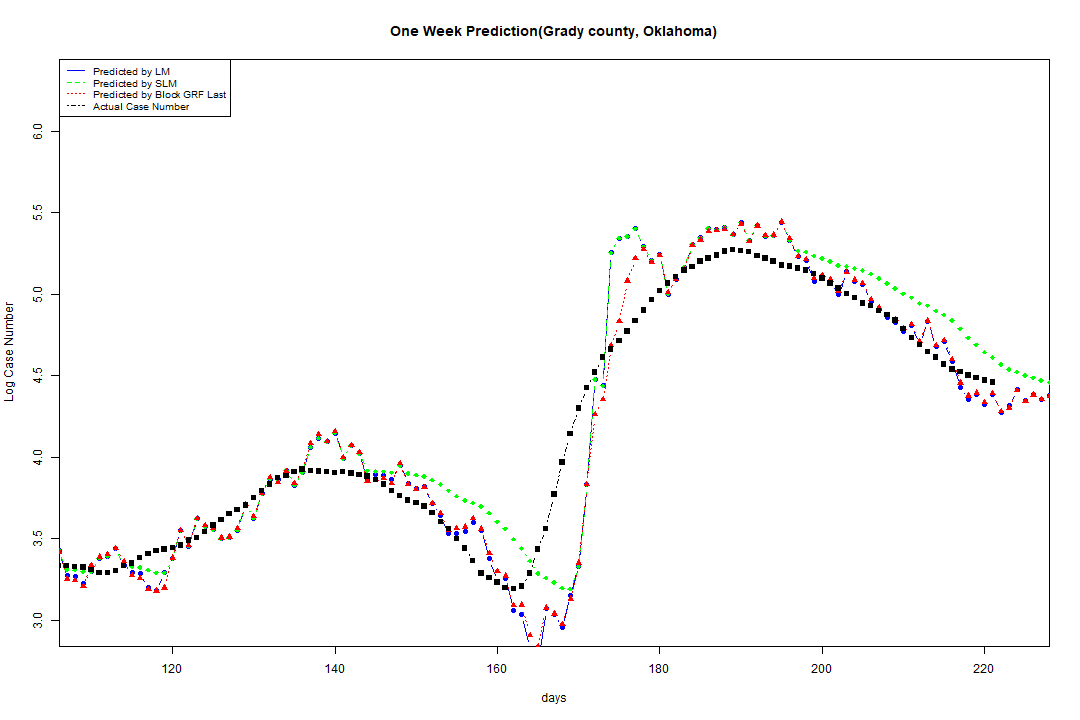 One Week Prediction(Grady county, Oklahoma)
Predicted by LM
Predicted by SLM
Predicted by Block GRF Last
Actual Case Number
6.0
5.5
5.0
4.5
4.0
3.5
3.0
Log Case Number
120 140 160 180 200 220
days